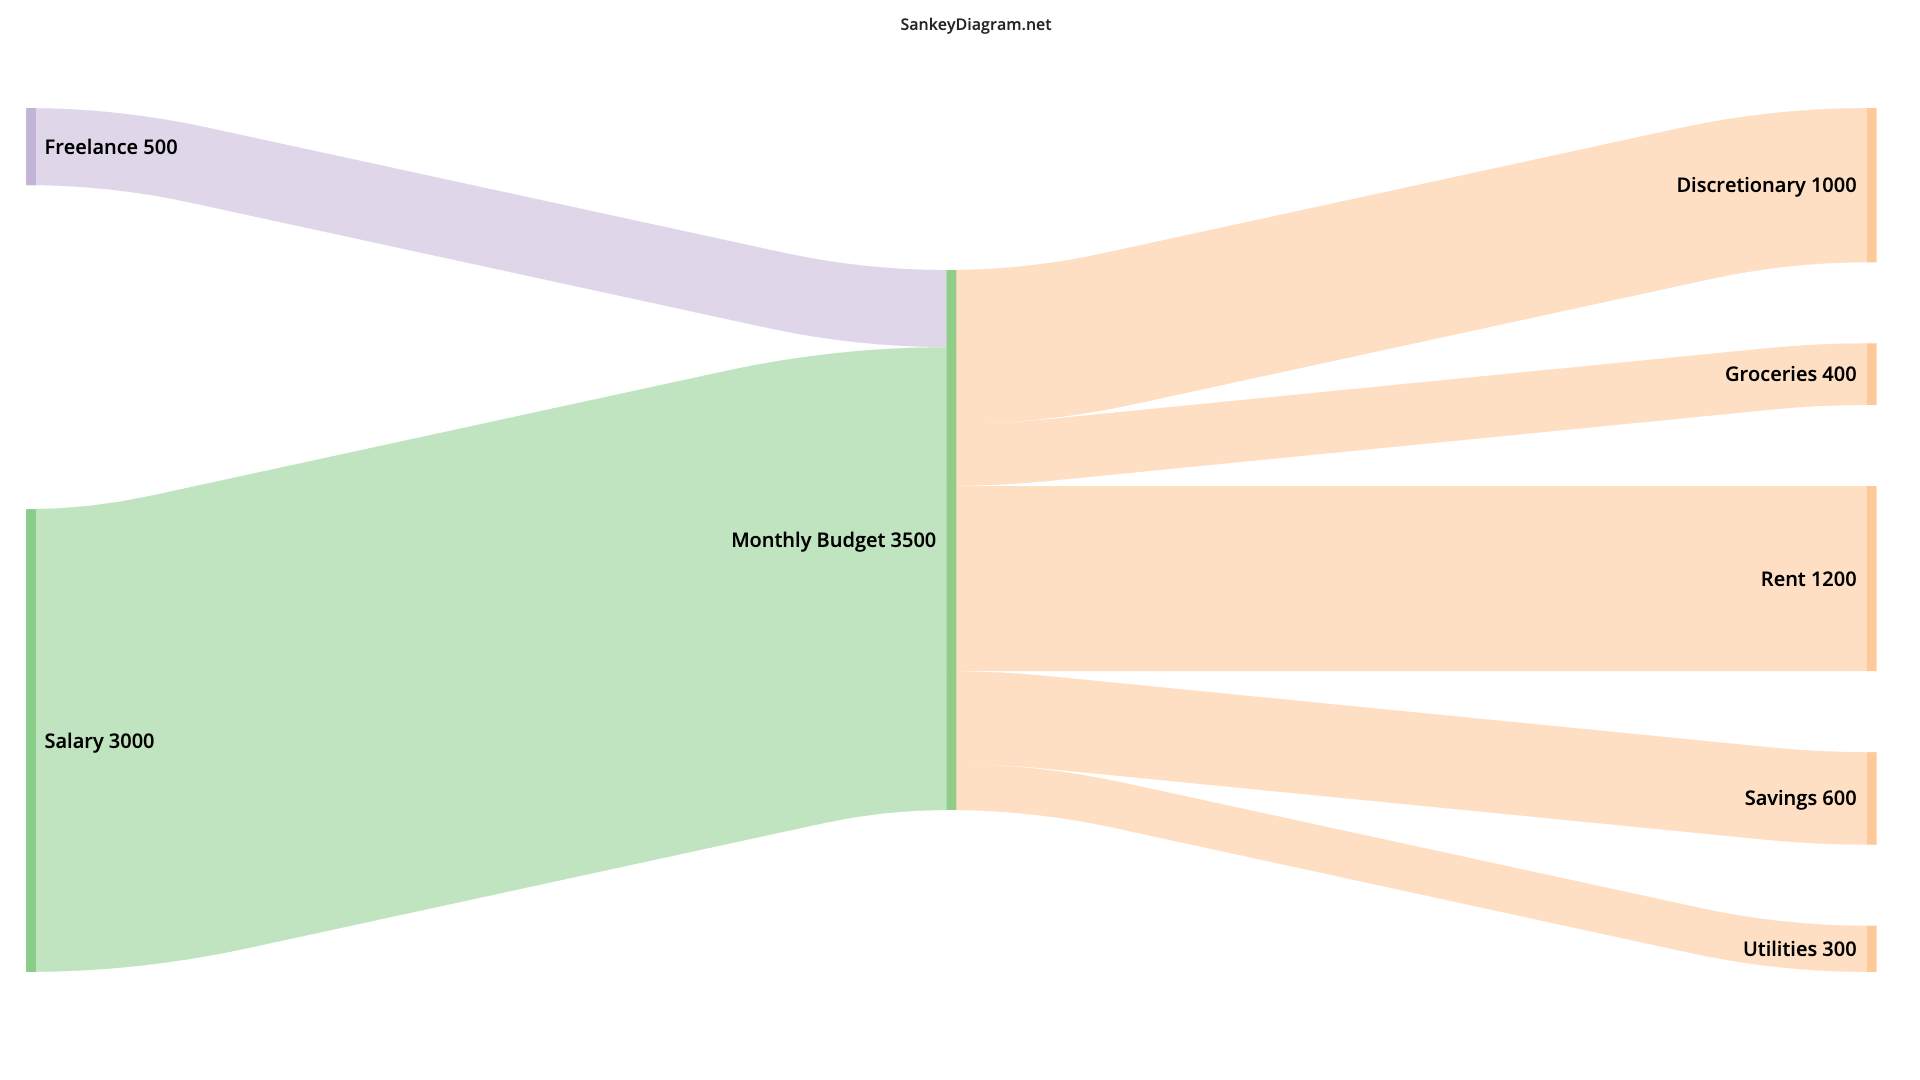 SankeyDiagram.net
Freelance 500
Salary 3000
Monthly Budget 3500
Discretionary 1000
Groceries 400
Rent 1200
Savings 600
Utilities 300